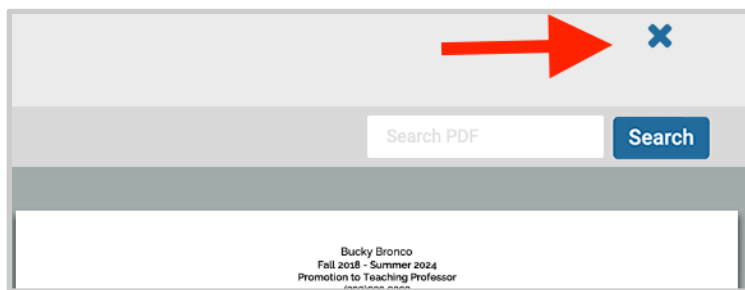 Search PDF
Search
Bucky Bronco
Fall 2018 - Summer 2024
Promotion to Teaching Professor